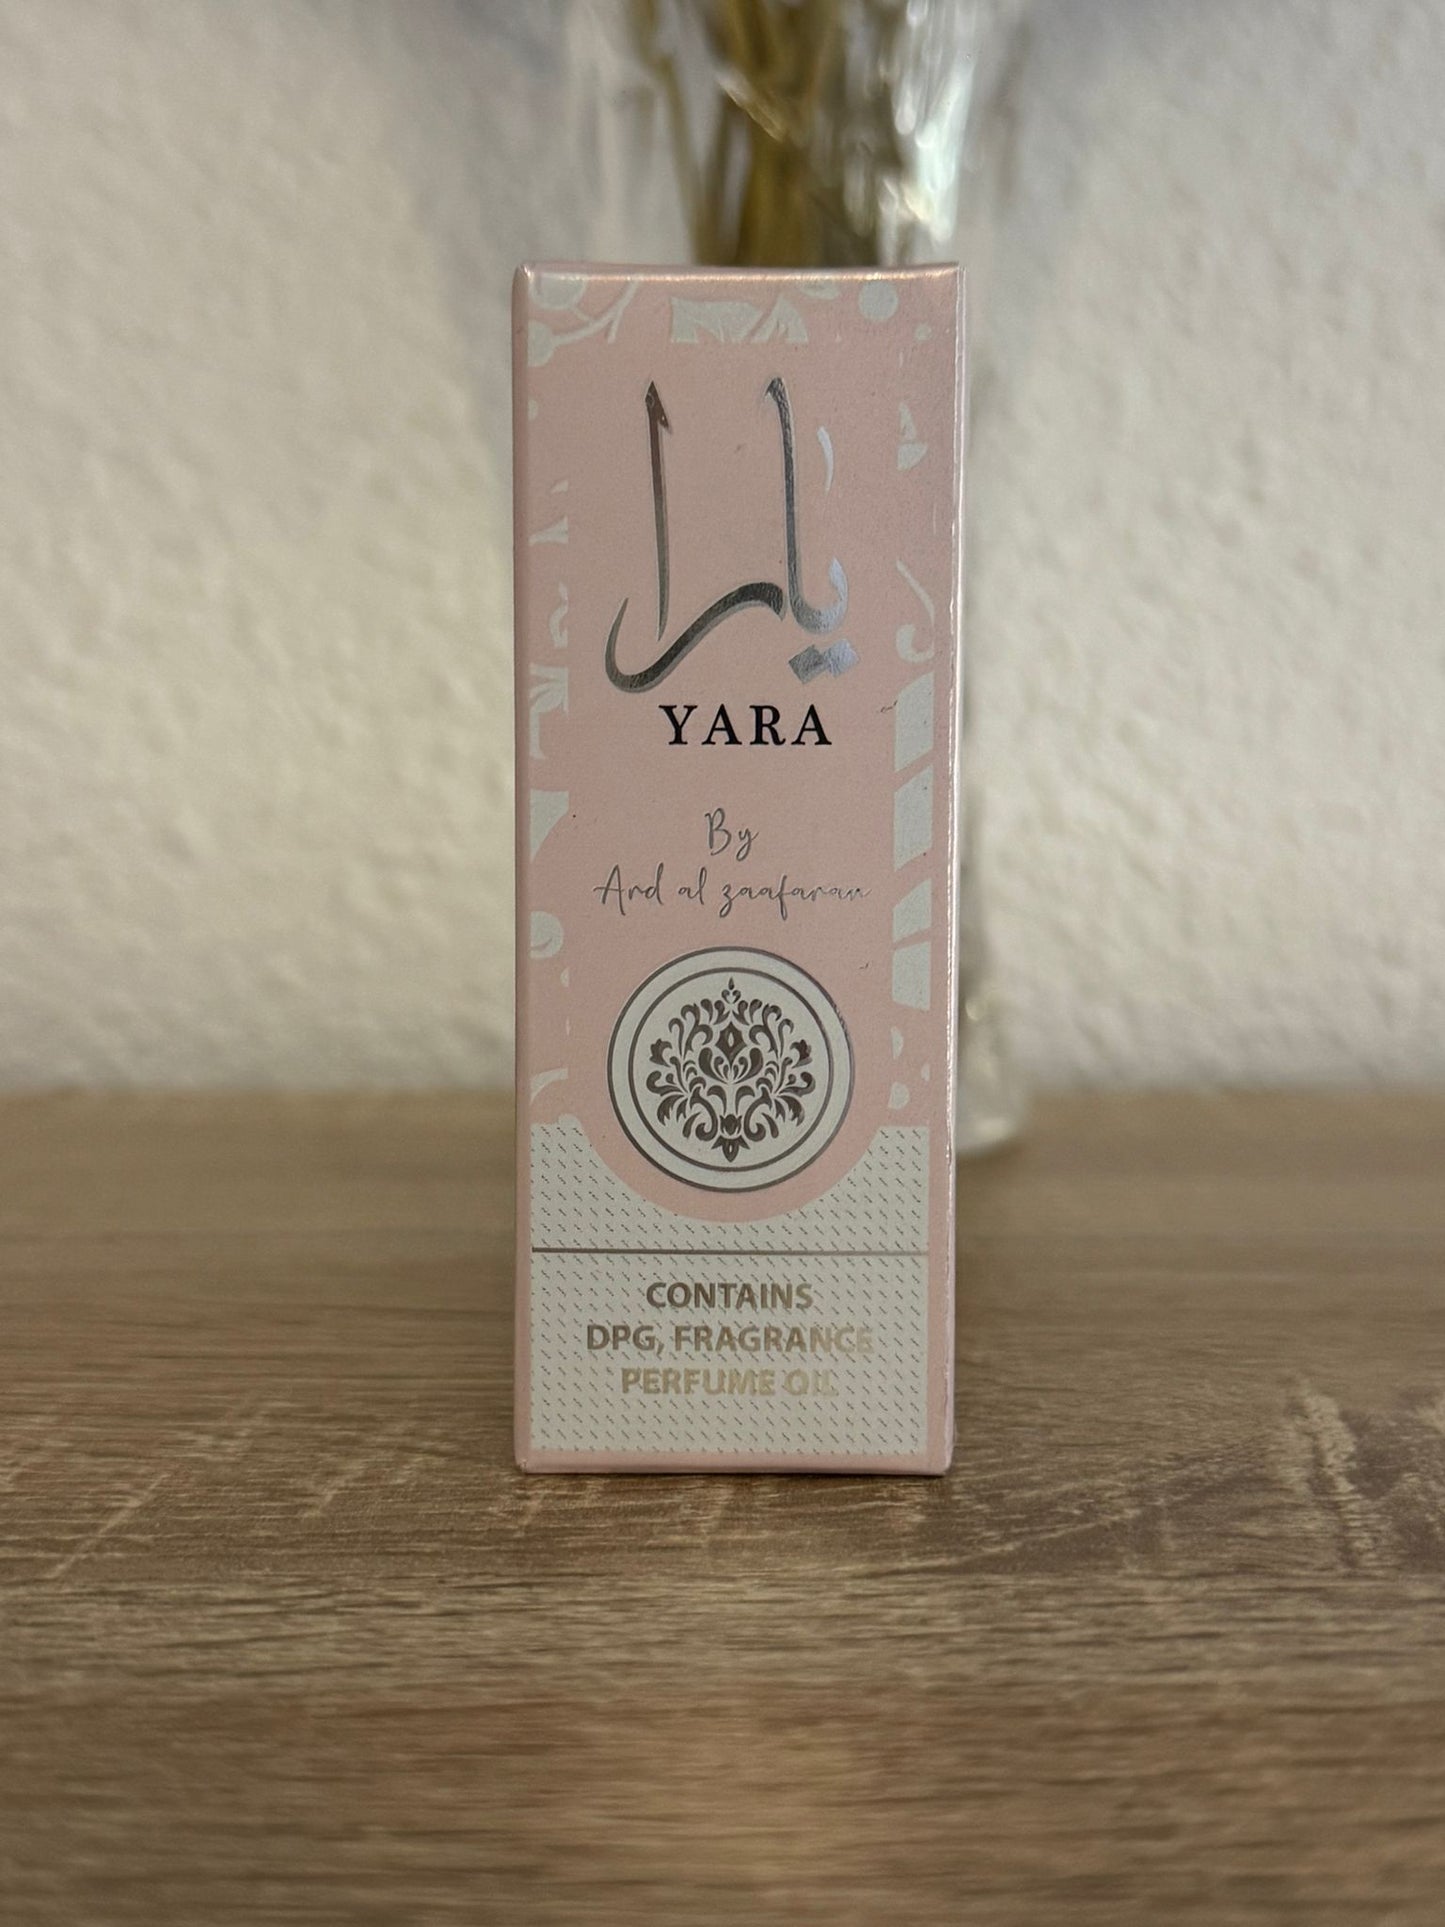 يارا
YARA
By
Ard al zaafaran
CONTAINS
DPG, FRAGRANCE
PERFUME OIL